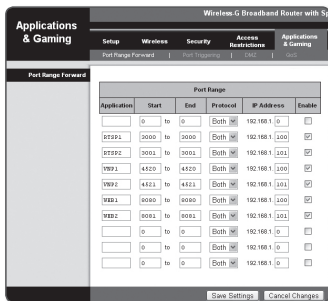 Wireless-G Broadband Router with Sp
Applications & Gaming
Setup Wireless Security Access Restrictions Applications & Gaming
Port Range Forward | Port Triggering | DMZ | QoS
Port Range Forward
Port Range
Application Start End Protocol IP Address Enable
0 to 0 Both 192.168.1. 0
RTSP1 3000 to 3000 Both 192.168.1. 100
RTSP2 3001 to 3001 Both 192.168.1. 101
VNP1 4520 to 4520 Both 192.168.1. 100
VNP2 4521 to 4521 Both 192.168.1. 101
WEB1 8080 to 8080 Both 192.168.1. 100
WEB2 8081 to 8081 Both 192.168.1. 101
0 to 0 Both 192.168.1. 0
0 to 0 Both 192.168.1. 0
0 to 0 Both 192.168.1. 0
Save Settings Cancel Changes